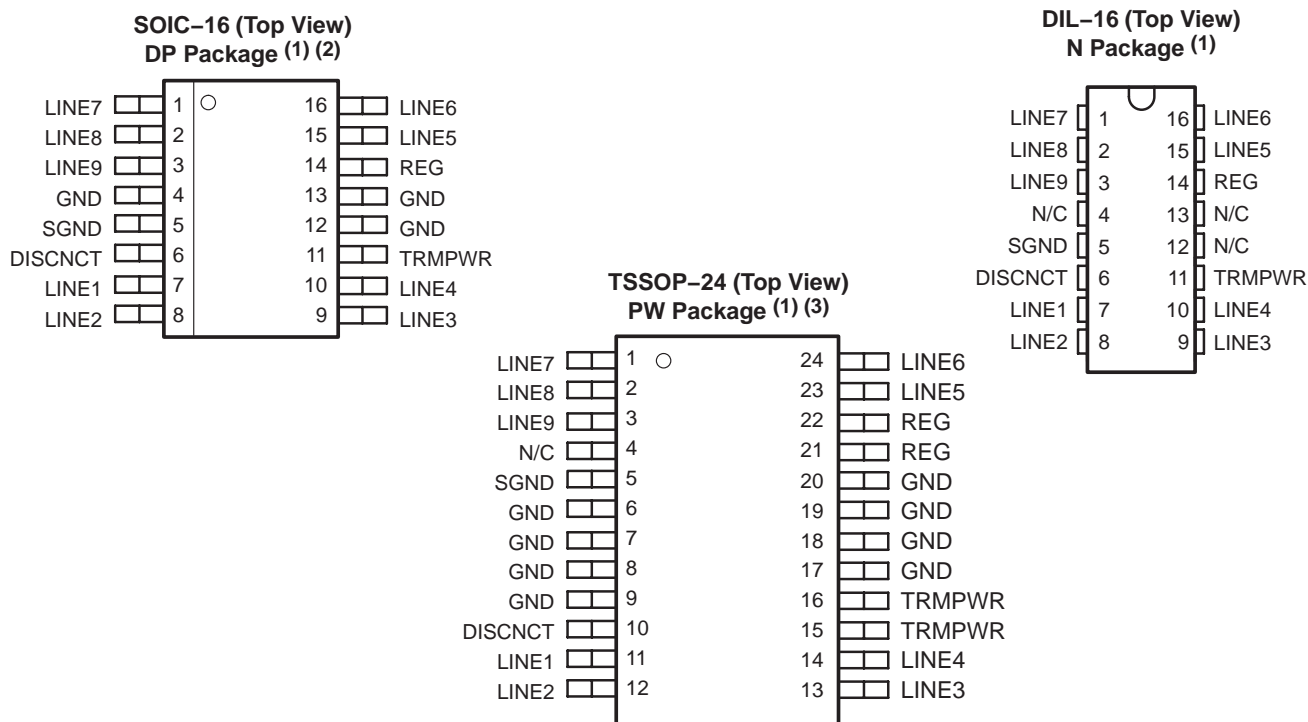 SOIC–16 (Top View)
DP Package (1) (2)
LINE7 1 16 LINE6
LINE8 2 15 LINE5
LINE9 3 14 REG
GND 4 13 GND
SGND 5 12 GND
DISCNCT 6 11 TRMPWR
LINE1 7 10 LINE4
LINE2 8 9 LINE3
DIL–16 (Top View)
N Package (1)
LINE7 1 16 LINE6
LINE8 2 15 LINE5
LINE9 3 14 REG
N/C 4 13 N/C
SGND 5 12 N/C
DISCNCT 6 11 TRMPWR
LINE1 7 10 LINE4
LINE2 8 9 LINE3
TSSOP–24 (Top View)
PW Package (1) (3)
LINE7 1 24 LINE6
LINE8 2 23 LINE5
LINE9 3 22 REG
N/C 4 21 REG
SGND 5 20 GND
GND 6 19 GND
GND 7 18 GND
GND 8 17 GND
GND 9 16 TRMPWR
DISCNCT 10 15 TRMPWR
LINE1 11 14 LINE4
LINE2 12 13 LINE3